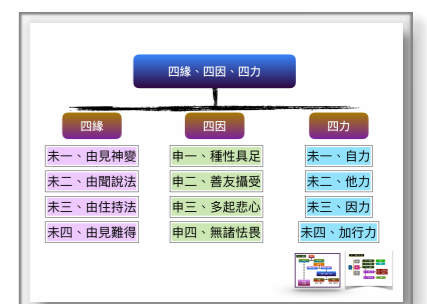 四緣、四因、四力
四緣
四因
四力
未一、由見神變
申一、種性具足
未一、自力
未二、由聞說法
申二、善友攝受
未二、他力
未三、由住持法
申三、多起悲心
未三、因力
未四、由見難得
申四、無諸怯畏
未四、加行力